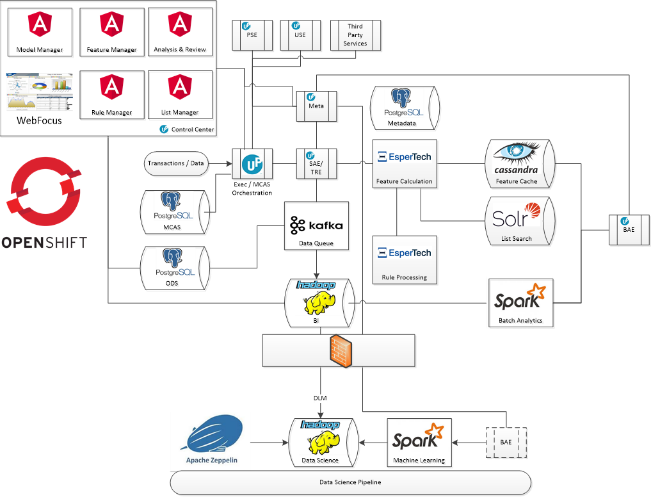 Model Manager
Feature Manager
Analysis & Review
WebFocus
Rule Manager
List Manager
Control Center
PSE
USE
Third
Party
Services
Meta
PostgreSQL
Metadata
OPENSHIFT
Transactions / Data
UP
Exec / MCAS
Orchestration
SAE/
TRE
EsperTech
Feature Calculation
cassandra
Feature Cache
PostgreSQL
MCAS
kafka
Data Queue
Solr
List Search
BAE
PostgreSQL
ODS
EsperTech
Rule Processing
hadoop
BI
Spark
Batch Analytics
DLM
Apache Zeppelin
hadoop
Data Science
Spark
Machine Learning
BAE
Data Science Pipeline